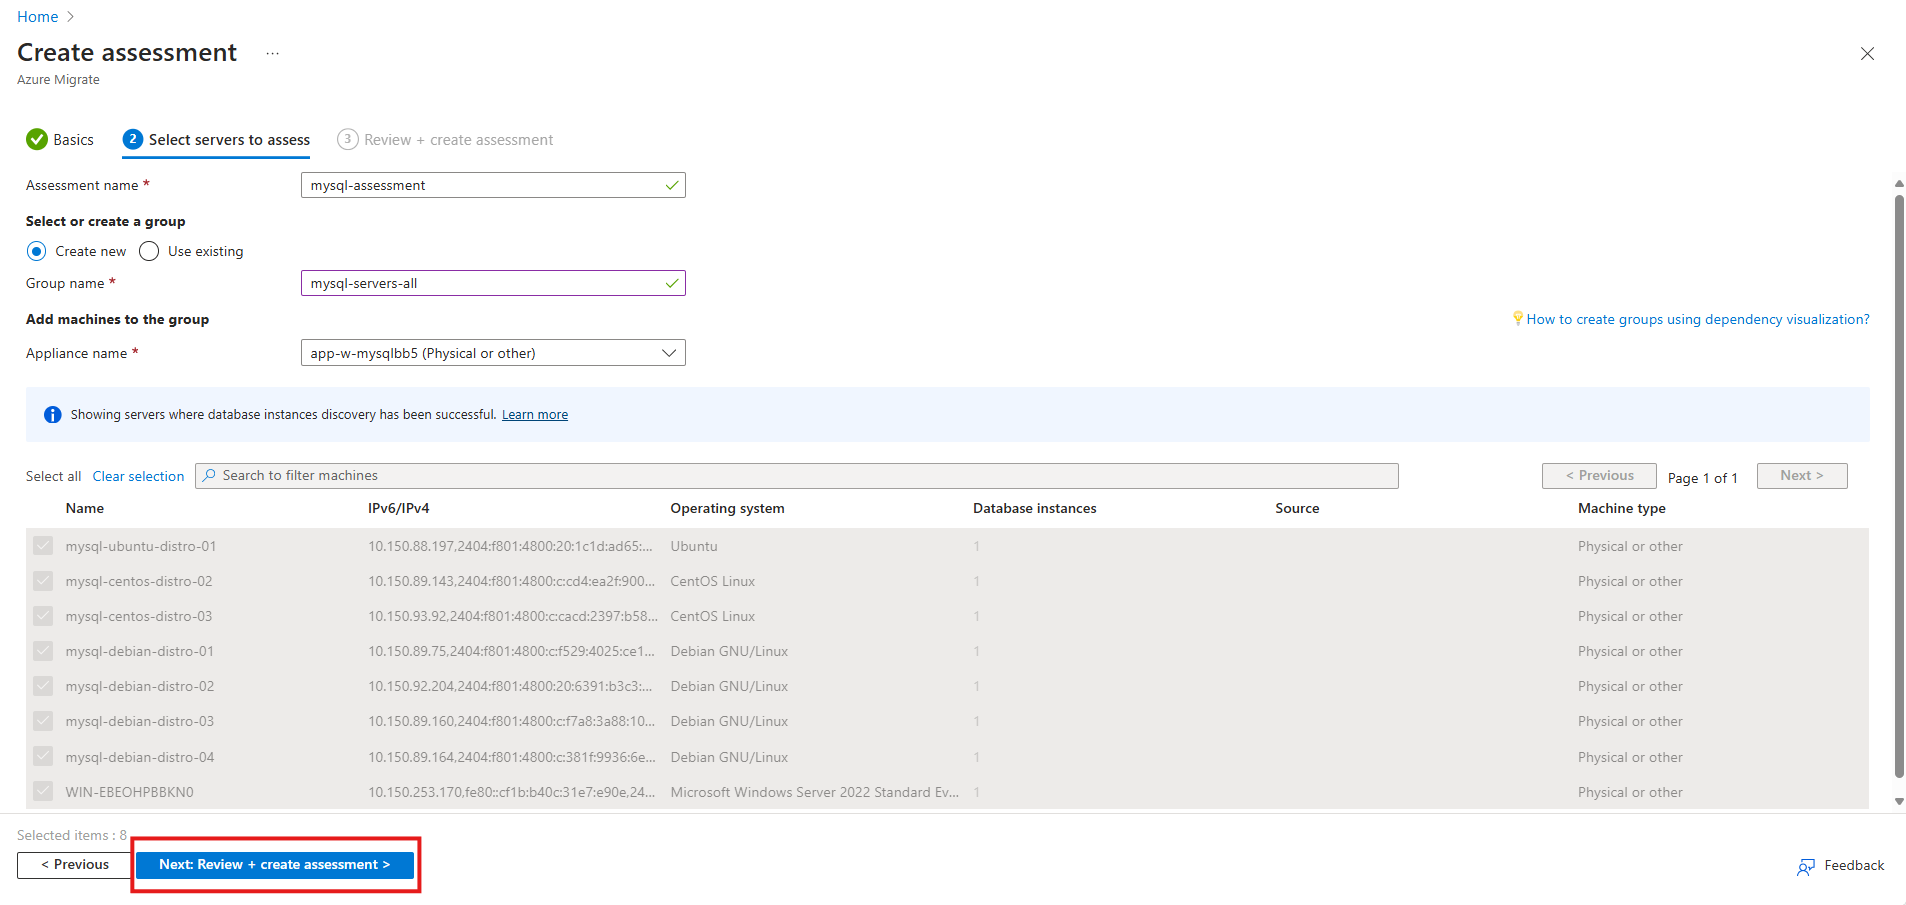 Home >
Create assessment ...
Azure Migrate
Basics 2 Select servers to assess 3 Review + create assessment
Assessment name * mysql-assessment
Select or create a group
Create new Use existing
Group name * mysql-servers-all
Add machines to the group How to create groups using dependency visualization?
Appliance name * app-w-mysqlbb5 (Physical or other)
Showing servers where database instances discovery has been successful. Learn more
Select all Clear selection Search to filter machines < Previous Page 1 of 1 Next >
Name IPv6/IPv4 Operating system Database instances Source Machine type
mysql-ubuntu-distro-01 10.150.88.197,2404:f801:4800:20:1c1d:ad65:... Ubuntu 1 Physical or other
mysql-centos-distro-02 10.150.89.143,2404:f801:4800:c:cd4:ea2f:900... CentOS Linux 1 Physical or other
mysql-centos-distro-03 10.150.93.92,2404:f801:4800:c:cacd:2397:b58... CentOS Linux 1 Physical or other
mysql-debian-distro-01 10.150.89.75,2404:f801:4800:c:f529:4025:ce1... Debian GNU/Linux 1 Physical or other
mysql-debian-distro-02 10.150.92.204,2404:f801:4800:20:6391:b3c3:... Debian GNU/Linux 1 Physical or other
mysql-debian-distro-03 10.150.89.160,2404:f801:4800:c:f7a8:3a88:10... Debian GNU/Linux 1 Physical or other
mysql-debian-distro-04 10.150.89.164,2404:f801:4800:c:381f:9936:6e... Debian GNU/Linux 1 Physical or other
WIN-EBEOHPBBKN0 10.150.253.170,fe80::cf1b:b40c:31e7:e90e,24... Microsoft Windows Server 2022 Standard Ev... 1 Physical or other
Selected items : 8
< Previous Next: Review + create assessment > Feedback